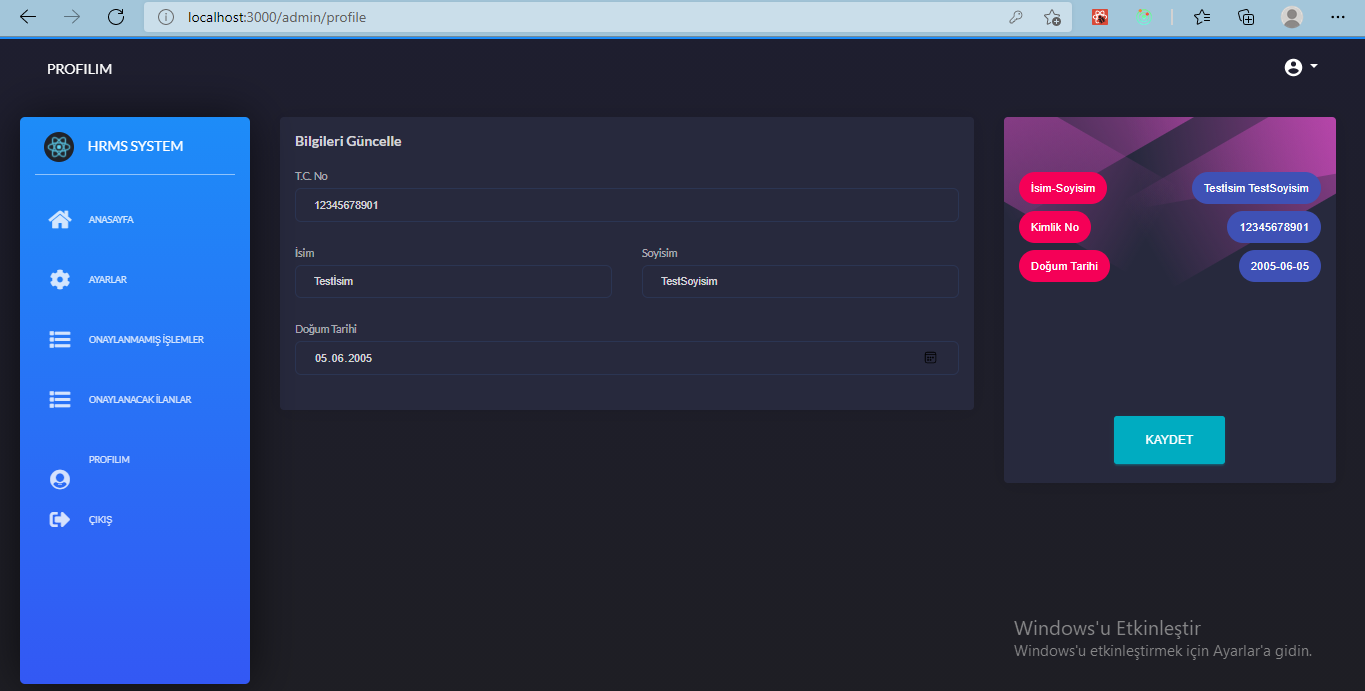 localhost:3000/admin/profile
PROFILIM
HRMS SYSTEM
ANASAYFA
AYARLAR
ONAYLANMAMIŞ İŞLEMLER
ONAYLANACAK İLANLAR
PROFILIM
ÇIKIŞ
Bilgileri Güncelle
T.C. No
12345678901
İsim Soyisim
Testİsim TestSoyisim
Doğum Tarihi
05.06.2005
İsim-Soyisim Testİsim TestSoyisim
Kimlik No 12345678901
Doğum Tarihi 2005-06-05
KAYDET
Windows'u Etkinleştir
Windows'u etkinleştirmek için Ayarlar'a gidin.